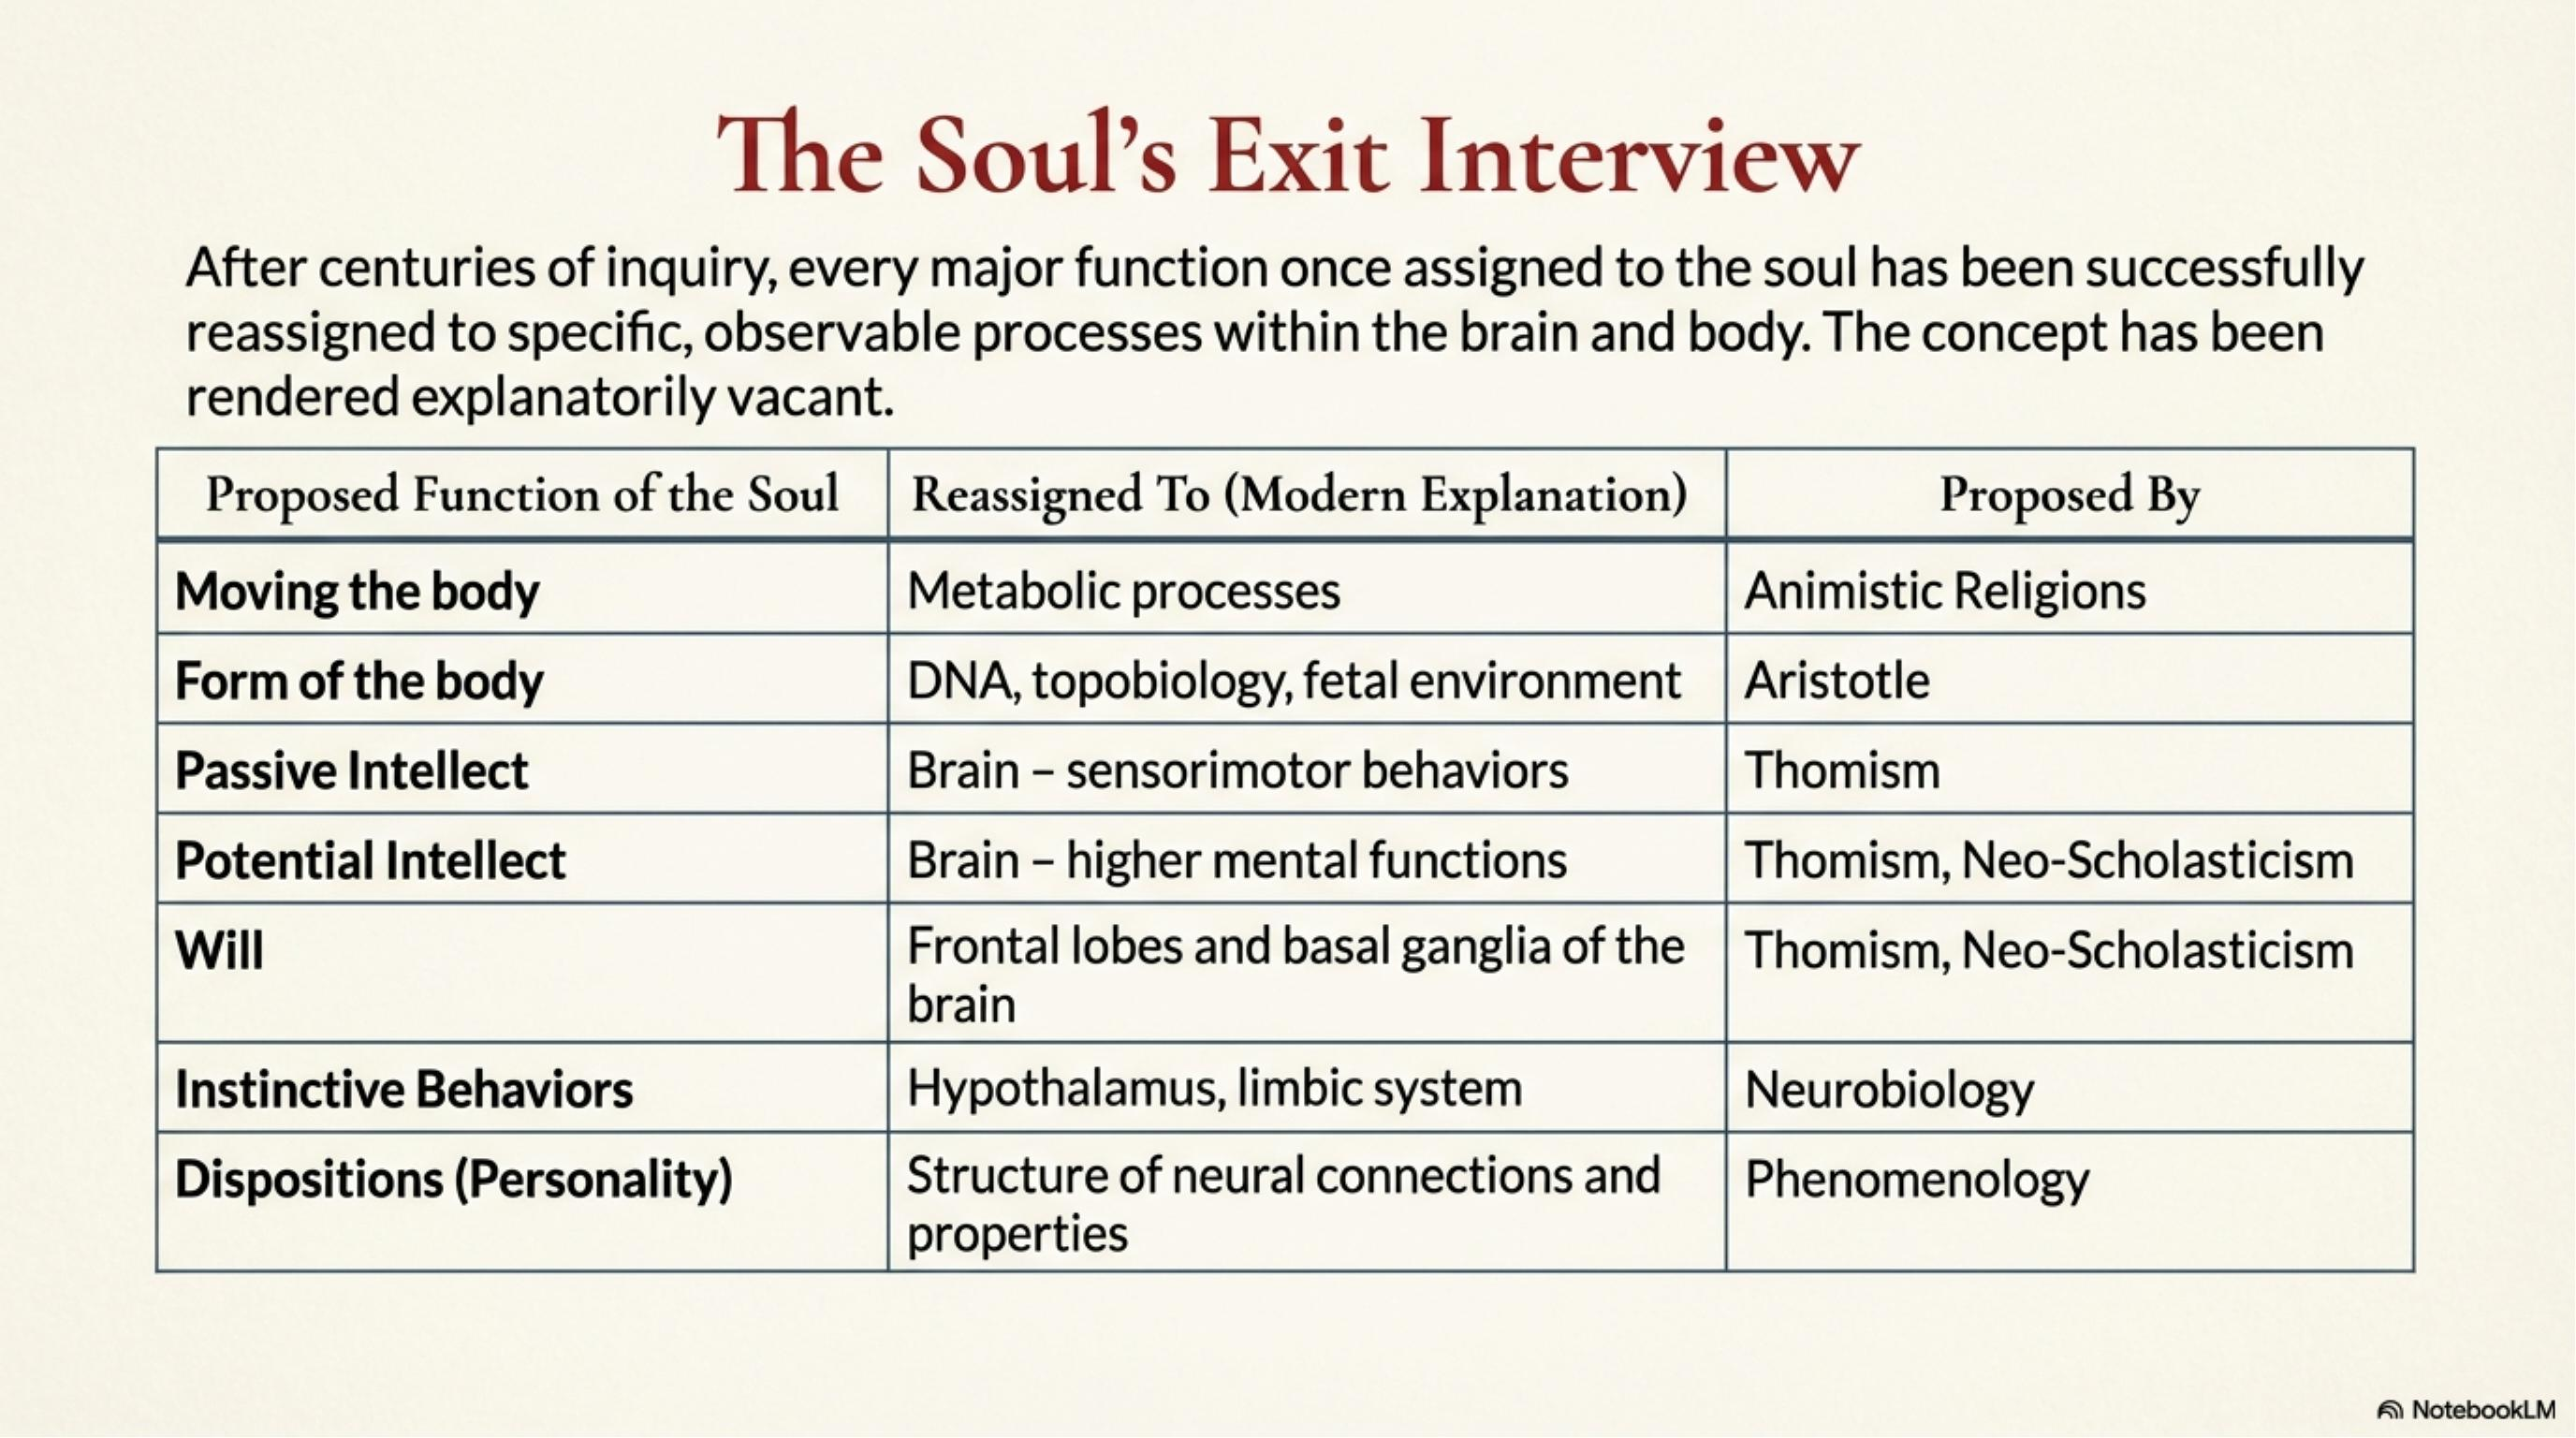 The Soul's Exit Interview
After centuries of inquiry, every major function once assigned to the soul has been successfully
reassigned to specific, observable processes within the brain and body. The concept has been
rendered explanatorily vacant.
Proposed Function of the Soul
Reassigned To (Modern Explanation)
Proposed By
Moving the body
Metabolic processes
Animistic Religions
Form of the body
DNA, topobiology, fetal environment
Aristotle
Passive Intellect
Brain – sensorimotor behaviors
Thomism
Potential Intellect
Brain – higher mental functions
Thomism, Neo-Scholasticism
Will
Frontal lobes and basal ganglia of the
brain
Thomism, Neo-Scholasticism
Instinctive Behaviors
Hypothalamus, limbic system
Neurobiology
Dispositions (Personality)
Structure of neural connections and
properties
Phenomenology
NotebookLM